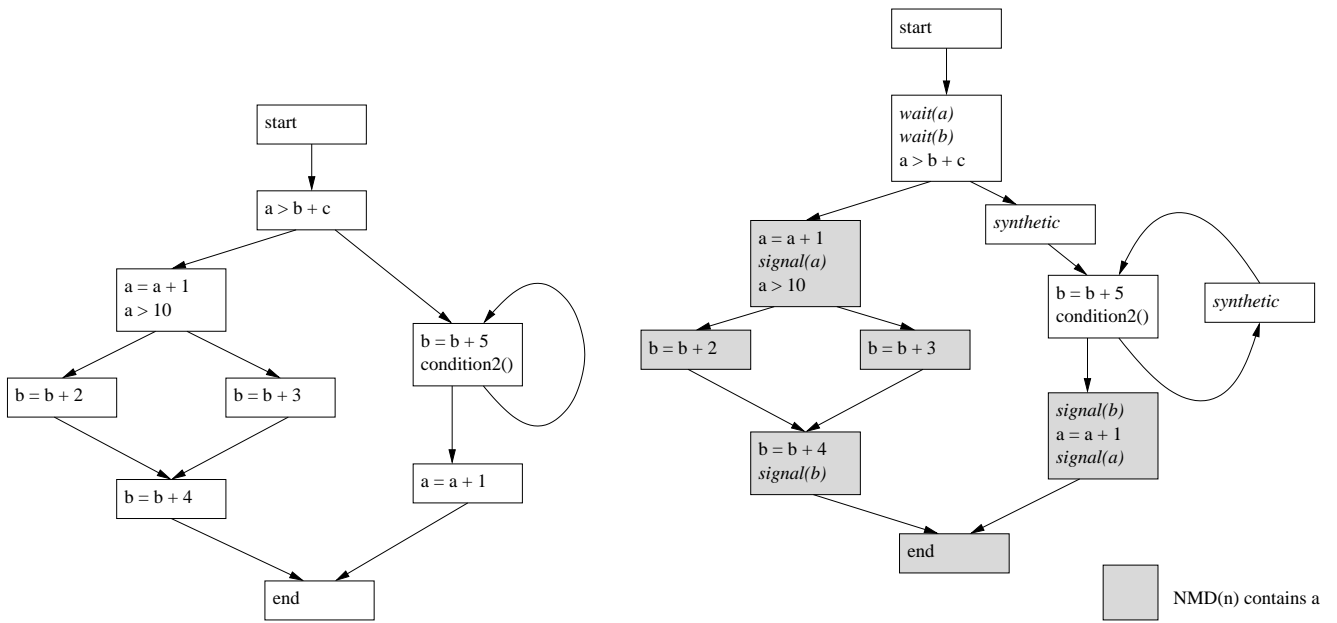 start
a > b + c
a = a + 1
a > 10
b = b + 2
b = b + 3
b = b + 4
b = b + 5
condition2()
a = a + 1
end
start
wait(a)
wait(b)
a > b + c
a = a + 1
signal(a)
a > 10
b = b + 2
b = b + 3
b = b + 4
signal(b)
synthetic
b = b + 5
condition2()
synthetic
signal(b)
a = a + 1
signal(a)
end
NMD(n) contains a